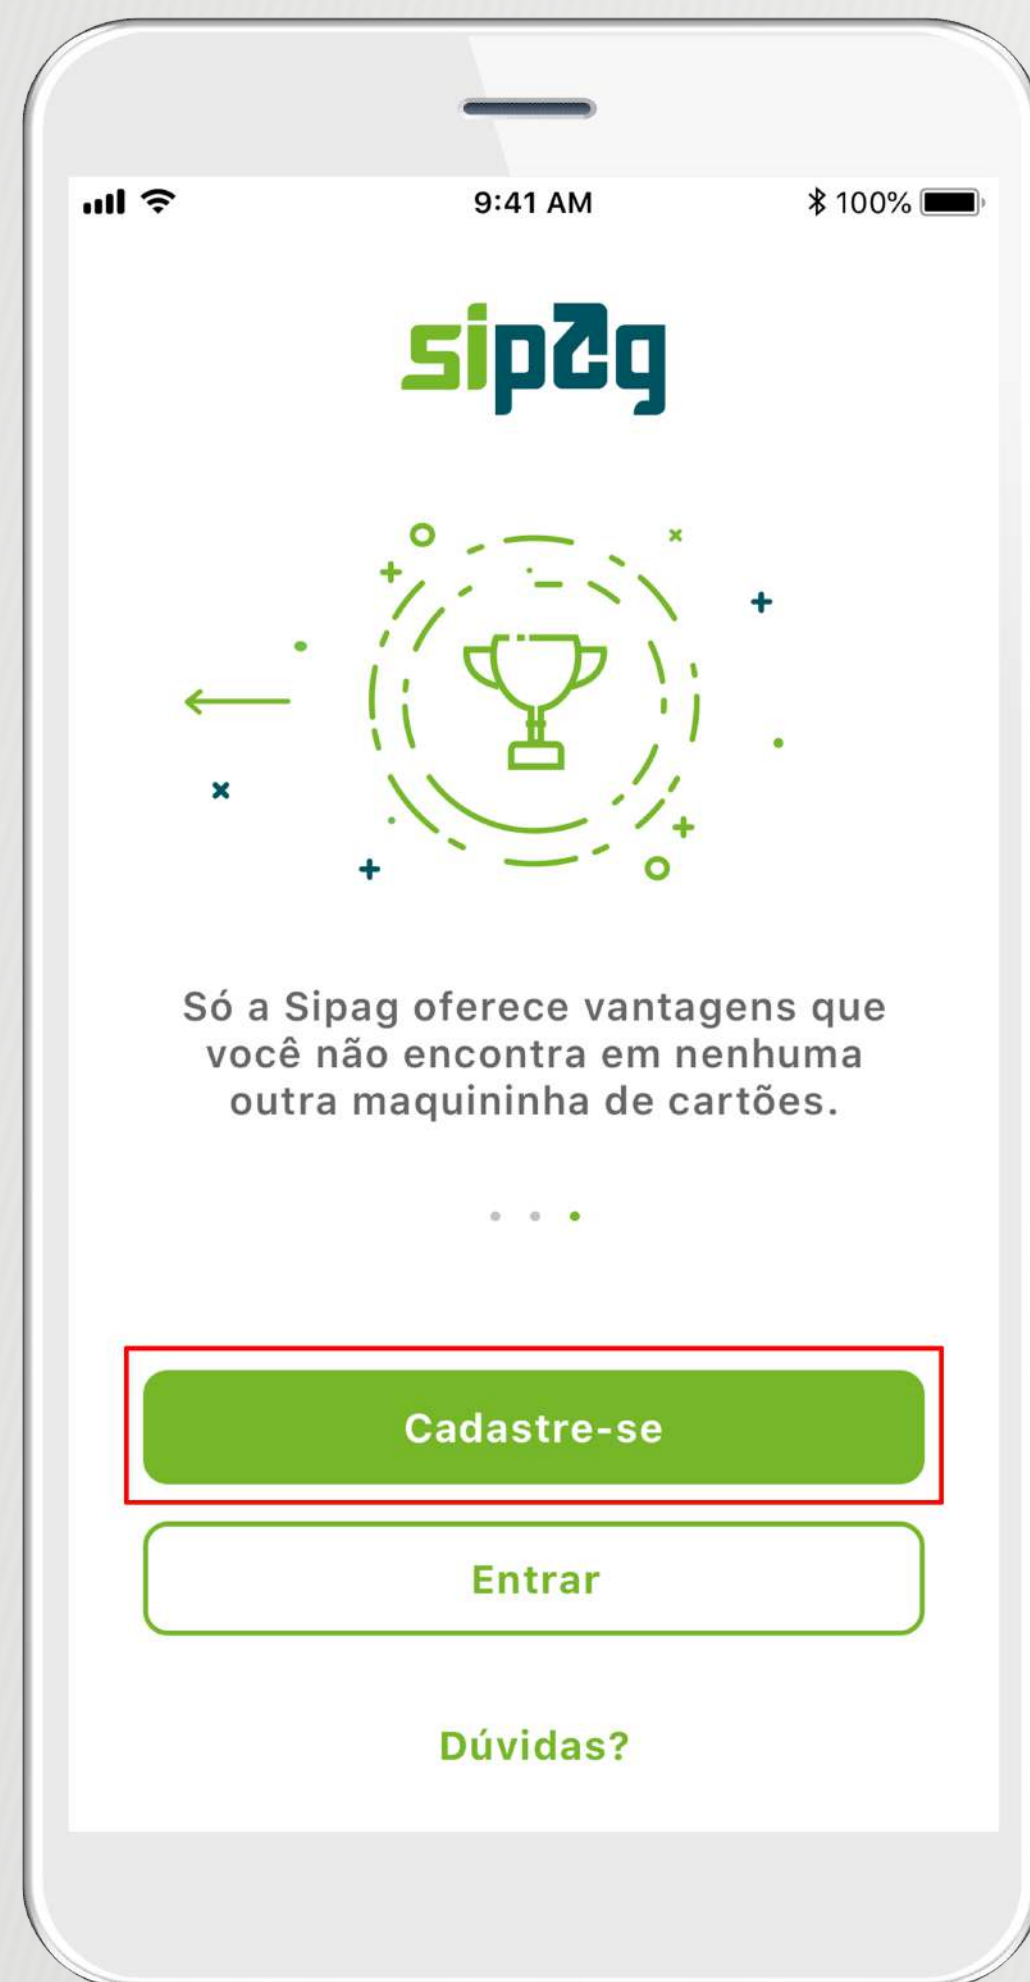 9:41 AM
100%
sipag
Só a Sipag oferece vantagens que
você não encontra em nenhuma
outra maquininha de cartões.
Cadastre-se
Entrar
Dúvidas?